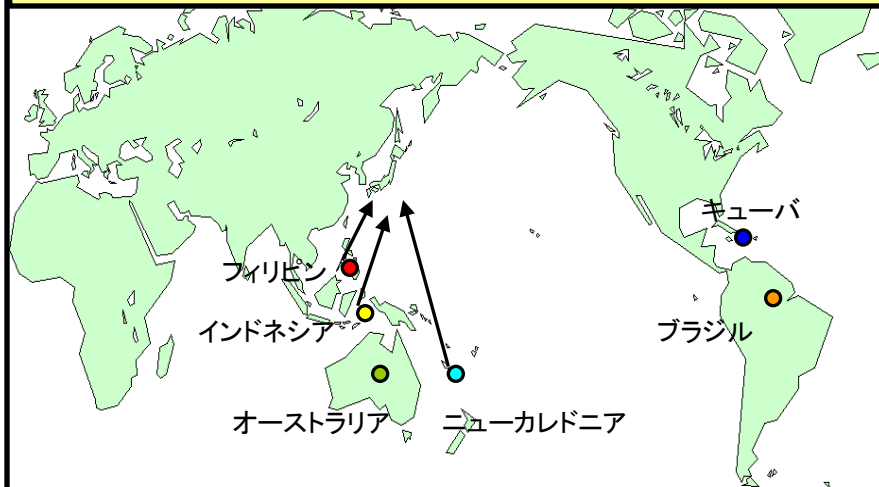 キューバ
フィリピン
インドネシア
ブラジル
オーストラリア
ニューカレドニア